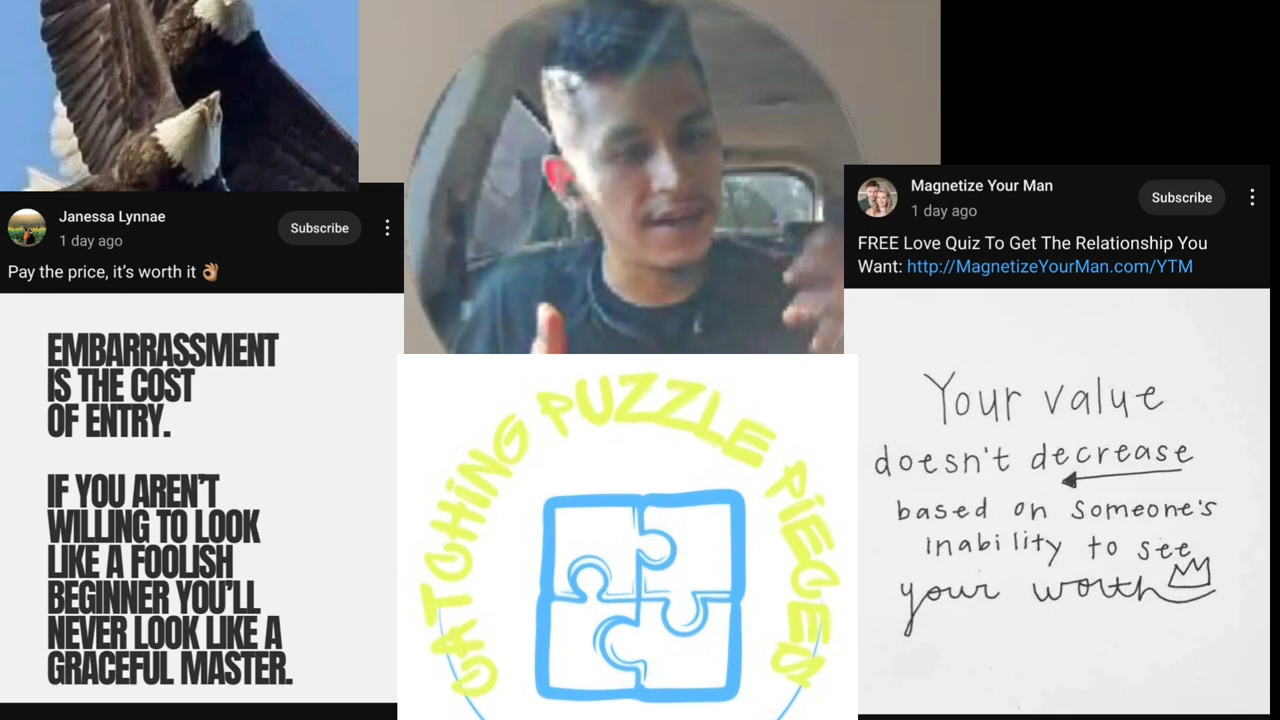 Janessa Lynnae
1 day ago
Subscribe
Pay the price, it's worth it 👌🏽
EMBARRASSMENT
IS THE COST
OF ENTRY.
IF YOU AREN'T
WILLING TO LOOK
LIKE A FOOLISH
BEGINNER YOU'LL
NEVER LOOK LIKE A
GRACEFUL MASTER.
CATCHING PUZZLE PIECES
Magnetize Your Man
1 day ago
Subscribe
FREE Love Quiz To Get The Relationship You
Want: http://MagnetizeYourMan.com/YTM
Your value
doesn't decrease
based on someone's
inability to see
your worth